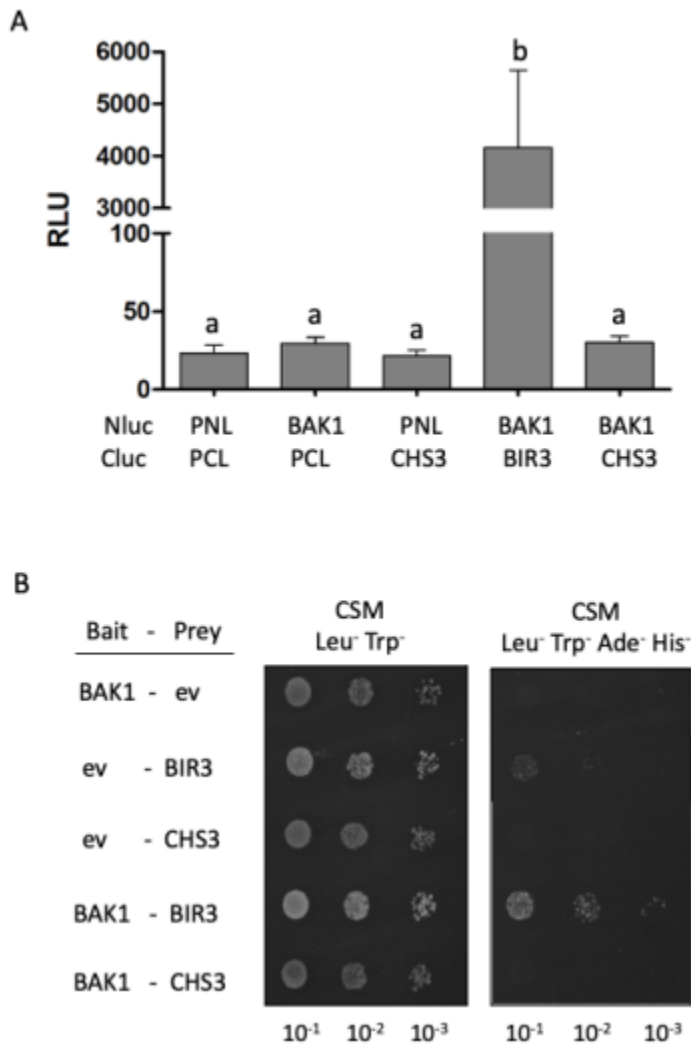 A
6000
5000
4000
3000
100
50
0
RLU
a
a
a
b
a
Nluc PNL BAK1 PNL BAK1 BAK1
Cluc PCL PCL CHS3 BIR3 CHS3
B
Bait - Prey
CSM
Leu⁻ Trp⁻
CSM
Leu⁻ Trp⁻ Ade⁻ His⁻
BAK1 - ev
ev - BIR3
ev - CHS3
BAK1 - BIR3
BAK1 - CHS3
10⁻¹ 10⁻² 10⁻³ 10⁻¹ 10⁻² 10⁻³